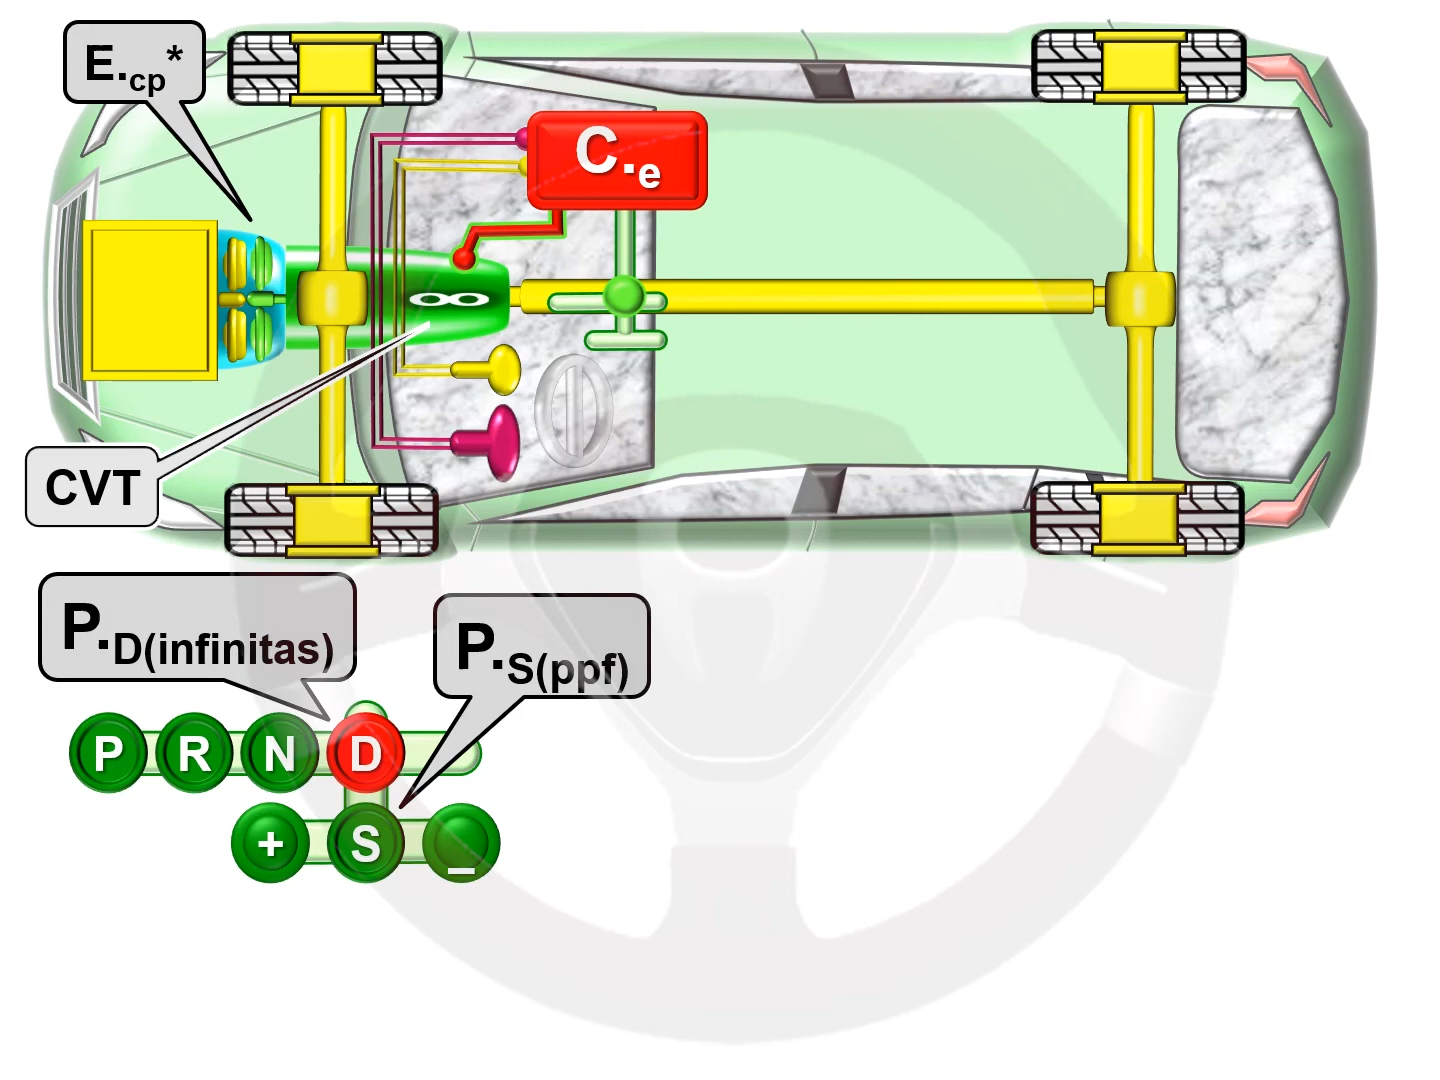 E.cp*
C.e
∞
CVT
P.D(infinitas)
P.S(ppf)
P R N D
+ S _